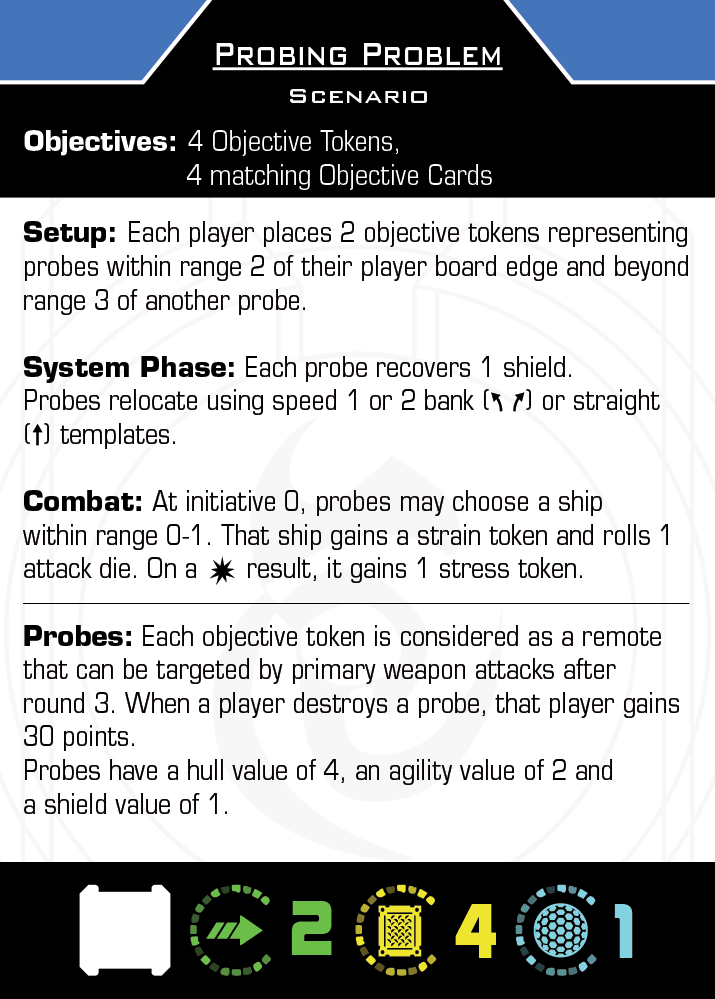 Probing Problem
Scenario
Objectives: 4 Objective Tokens,
4 matching Objective Cards
Setup: Each player places 2 objective tokens representing
probes within range 2 of their player board edge and beyond
range 3 of another probe.
System Phase: Each probe recovers 1 shield.
Probes relocate using speed 1 or 2 bank (↖ ↗) or straight
(↑) templates.
Combat: At initiative 0, probes may choose a ship
within range 0-1. That ship gains a strain token and rolls 1
attack die. On a result, it gains 1 stress token.
Probes: Each objective token is considered as a remote
that can be targeted by primary weapon attacks after
round 3. When a player destroys a probe, that player gains
30 points.
Probes have a hull value of 4, an agility value of 2 and
a shield value of 1.
2 4 1